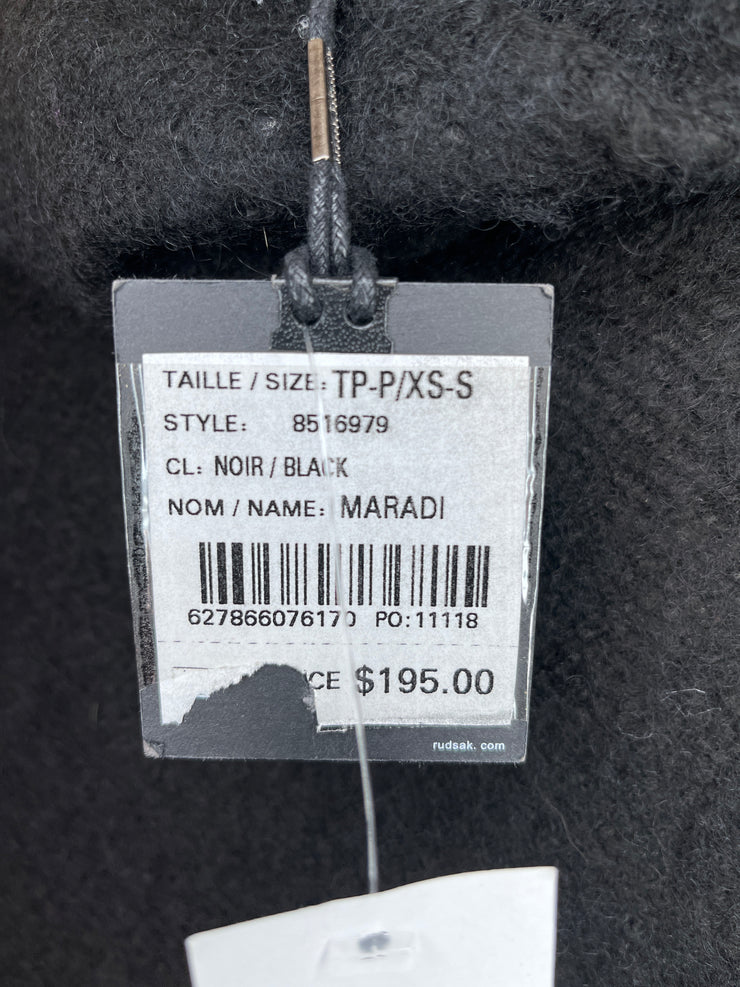 TAILLE / SIZE: TP-P/XS-S
STYLE: 8516979
CL: NOIR / BLACK
NOM / NAME: MARADI
627866076170 PO:11118
CE $195.00
rudsak. com